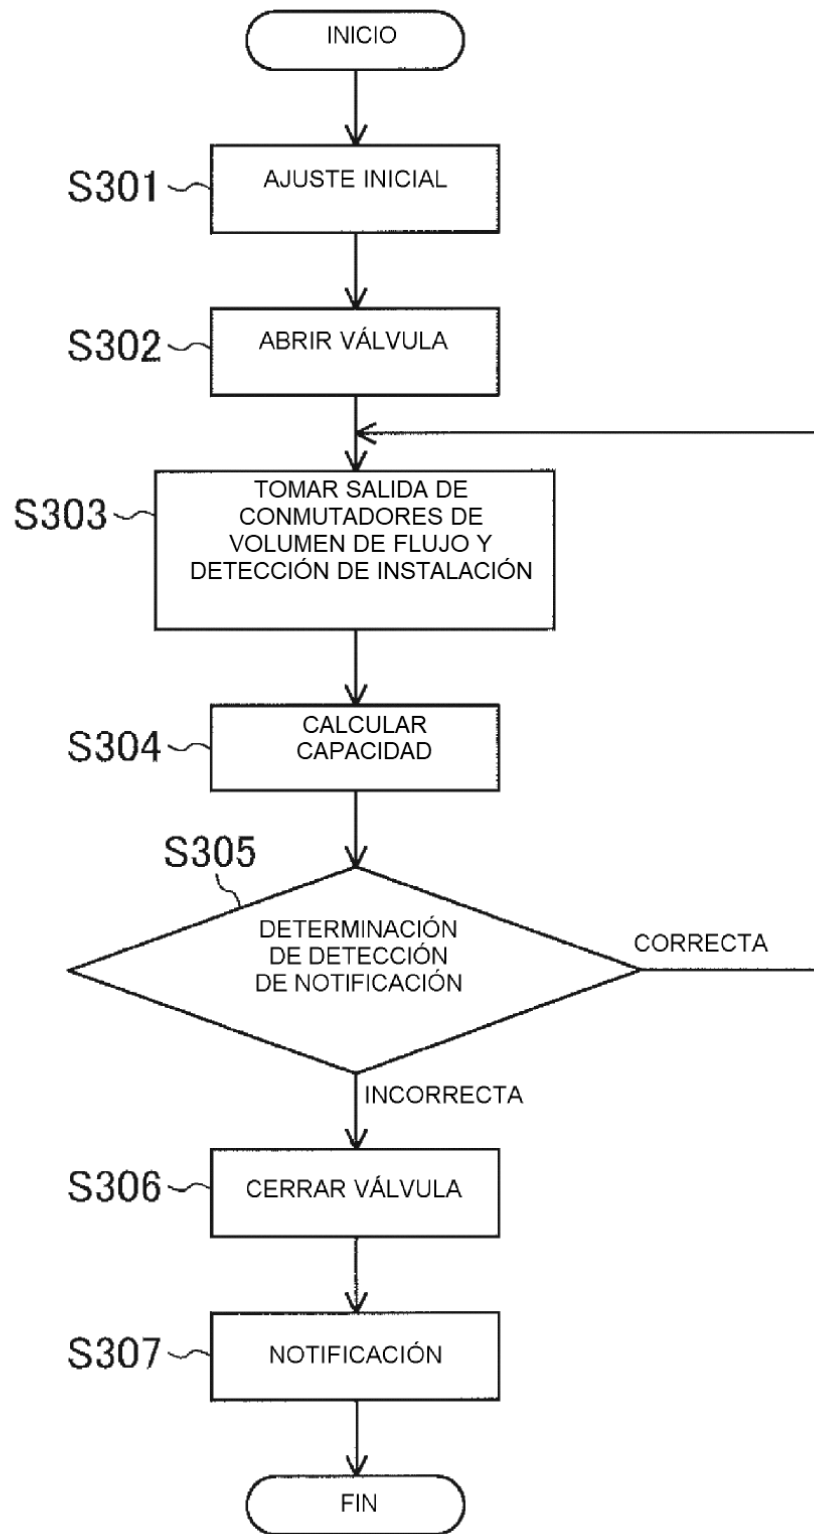 INICIO
S301
AJUSTE INICIAL
S302
ABRIR VÁLVULA
S303
TOMAR SALIDA DE
CONMUTADORES DE
VOLUMEN DE FLUJO Y
DETECCIÓN DE INSTALACIÓN
S304
CALCULAR
CAPACIDAD
S305
DETERMINACIÓN
DE DETECCIÓN
DE NOTIFICACIÓN
CORRECTA
INCORRECTA
S306
CERRAR VÁLVULA
S307
NOTIFICACIÓN
FIN